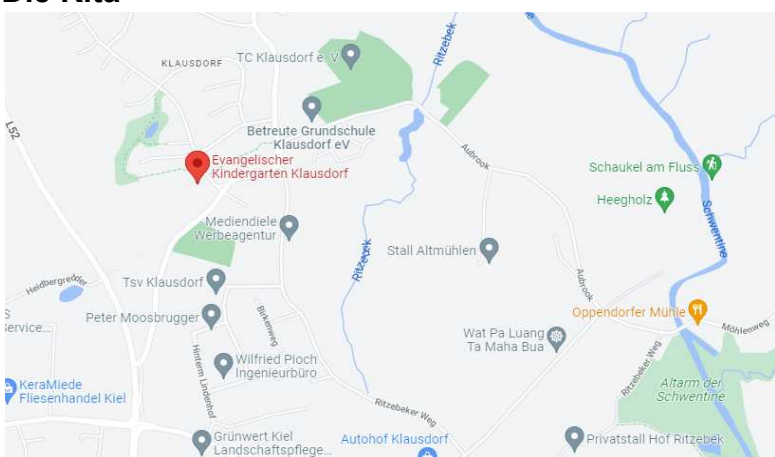 Die Kita
KLAUSDORF
TC Klausdorf e. V
Ritzebek
L52
Betreute Grundschule
Klausdorf eV
Aubrook
Evangelischer
Kindergarten Klausdorf
Schaukel am Fluss
Heegholz
Schwentine
Mediendiele
Werbeagentur
Ritzebek
Stall Altmühlen
Heidbergredder
Tsv Klausdorf
Aubrook
Peter Moosbrugger
Birkenweg
Oppendorfer Mühle
Möhlenweg
Service...
Wat Pa Luang
Ta Maha Bua
Hinterm Lindenhof
Wilfried Pioch
Ingenieurbüro
Ritzebeker Weg
KeraMiede
Fliesenhandel Kiel
Altarm der
Schwentine
Ritzebeker Weg
Grünwert Kiel
Landschaftspflege...
Autohof Klausdorf
Privatstall Hof Ritzebek